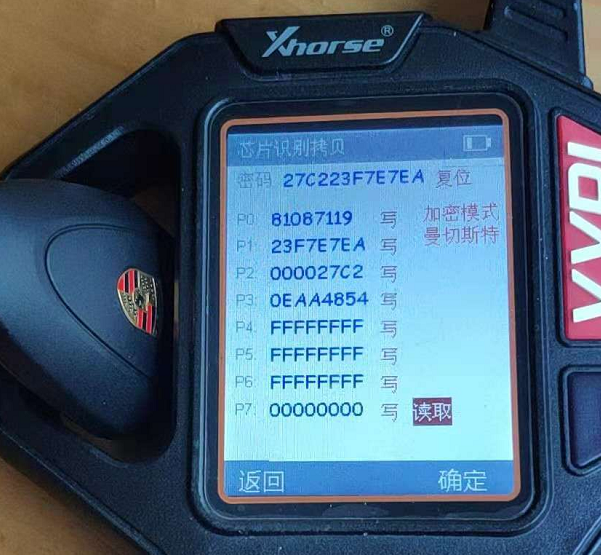 Xhorse®
芯片识别拷贝
密码 27C223F7E7EA 复位
P0: 81087119 写 加密模式
P1: 23F7E7EA 写 曼切斯特
P2: 000027C2 写
P3: 0EAA4854 写
P4: FFFFFFFF 写
P5: FFFFFFFF 写
P6: FFFFFFFF 写
P7: 00000000 写 读取
返回 确定
VVDI